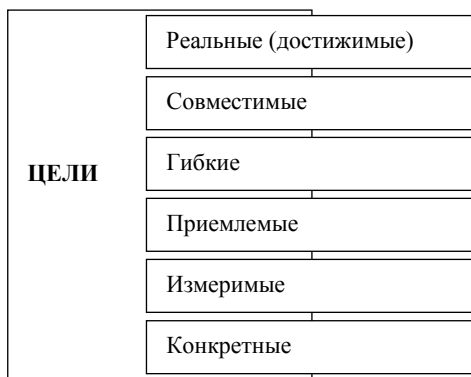 Реальные (достижимые)
Совместимые
Гибкие
ЦЕЛИ
Приемлемые
Измеримые
Конкретные